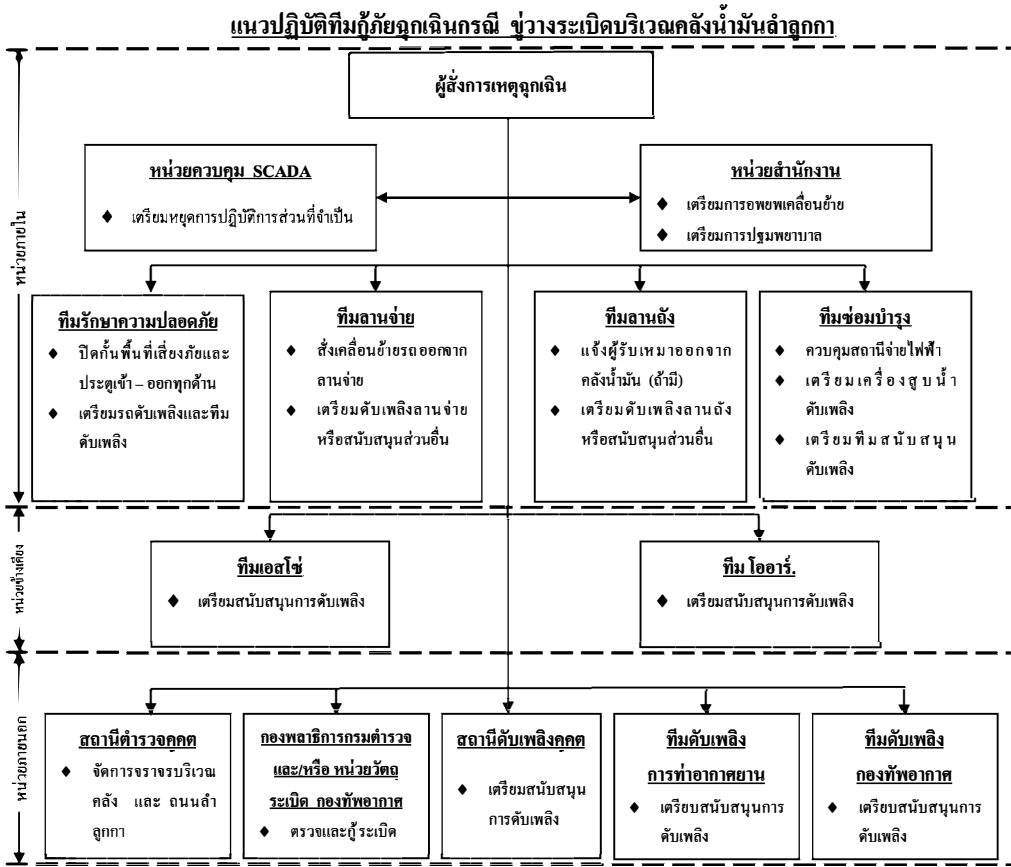 แนวปฏิบัติทีมกู้ภัยฉุกเฉินกรณี ขู่วางระเบิดบริเวณคลังน้ำมันลำลูกกา
ผู้สั่งการเหตุฉุกเฉิน
หน่วยภายใน
หน่วยควบคุม SCADA
♦ เตรียมหยุดการปฏิบัติการส่วนที่จำเป็น
หน่วยสำนักงาน
♦ เตรียมการอพยพเคลื่อนย้าย
♦ เตรียมการปฐมพยาบาล
ทีมรักษาความปลอดภัย
♦ ปิดกั้นพื้นที่เสี่ยงภัยและ
ประตูเข้า – ออกทุกด้าน
♦ เตรียมรถดับเพลิงและทีม
ดับเพลิง
ทีมลานจ่าย
♦ สั่งเคลื่อนย้ายรถออกจาก
ลานจ่าย
♦ เตรียมดับเพลิงลานจ่าย
หรือสนับสนุนส่วนอื่น
ทีมลานถัง
♦ แจ้งผู้รับเหมาออกจาก
คลังน้ำมัน (ถ้ามี)
♦ เตรียมดับเพลิงลานถัง
หรือสนับสนุนส่วนอื่น
ทีมซ่อมบำรุง
♦ ควบคุมสถานีจ่ายไฟฟ้า
♦ เตรียมเครื่องสูบน้ำ
ดับเพลิง
♦ เตรียมทีมสนับสนุน
ดับเพลิง
หน่วยข้างเคียง
ทีมเอสโซ่
♦ เตรียมสนับสนุนการดับเพลิง
ทีม โออาร์.
♦ เตรียมสนับสนุนการดับเพลิง
หน่วยภายนอก
สถานีตำรวจคูคต
♦ จัดการจราจรบริเวณ
คลัง และ ถนนลำ
ลูกกา
กองพลาธิการกรมตำรวจ
และ/หรือ หน่วยวัตถุ
ระเบิด กองทัพอากาศ
♦ ตรวจและกู้ระเบิด
สถานีดับเพลิงคูคต
♦ เตรียมสนับสนุน
การดับเพลิง
ทีมดับเพลิง
การท่าอากาศยาน
♦ เตรียบสนับสนุนการ
ดับเพลิง
ทีมดับเพลิง
กองทัพอากาศ
♦ เตรียบสนับสนุนการ
ดับเพลิง